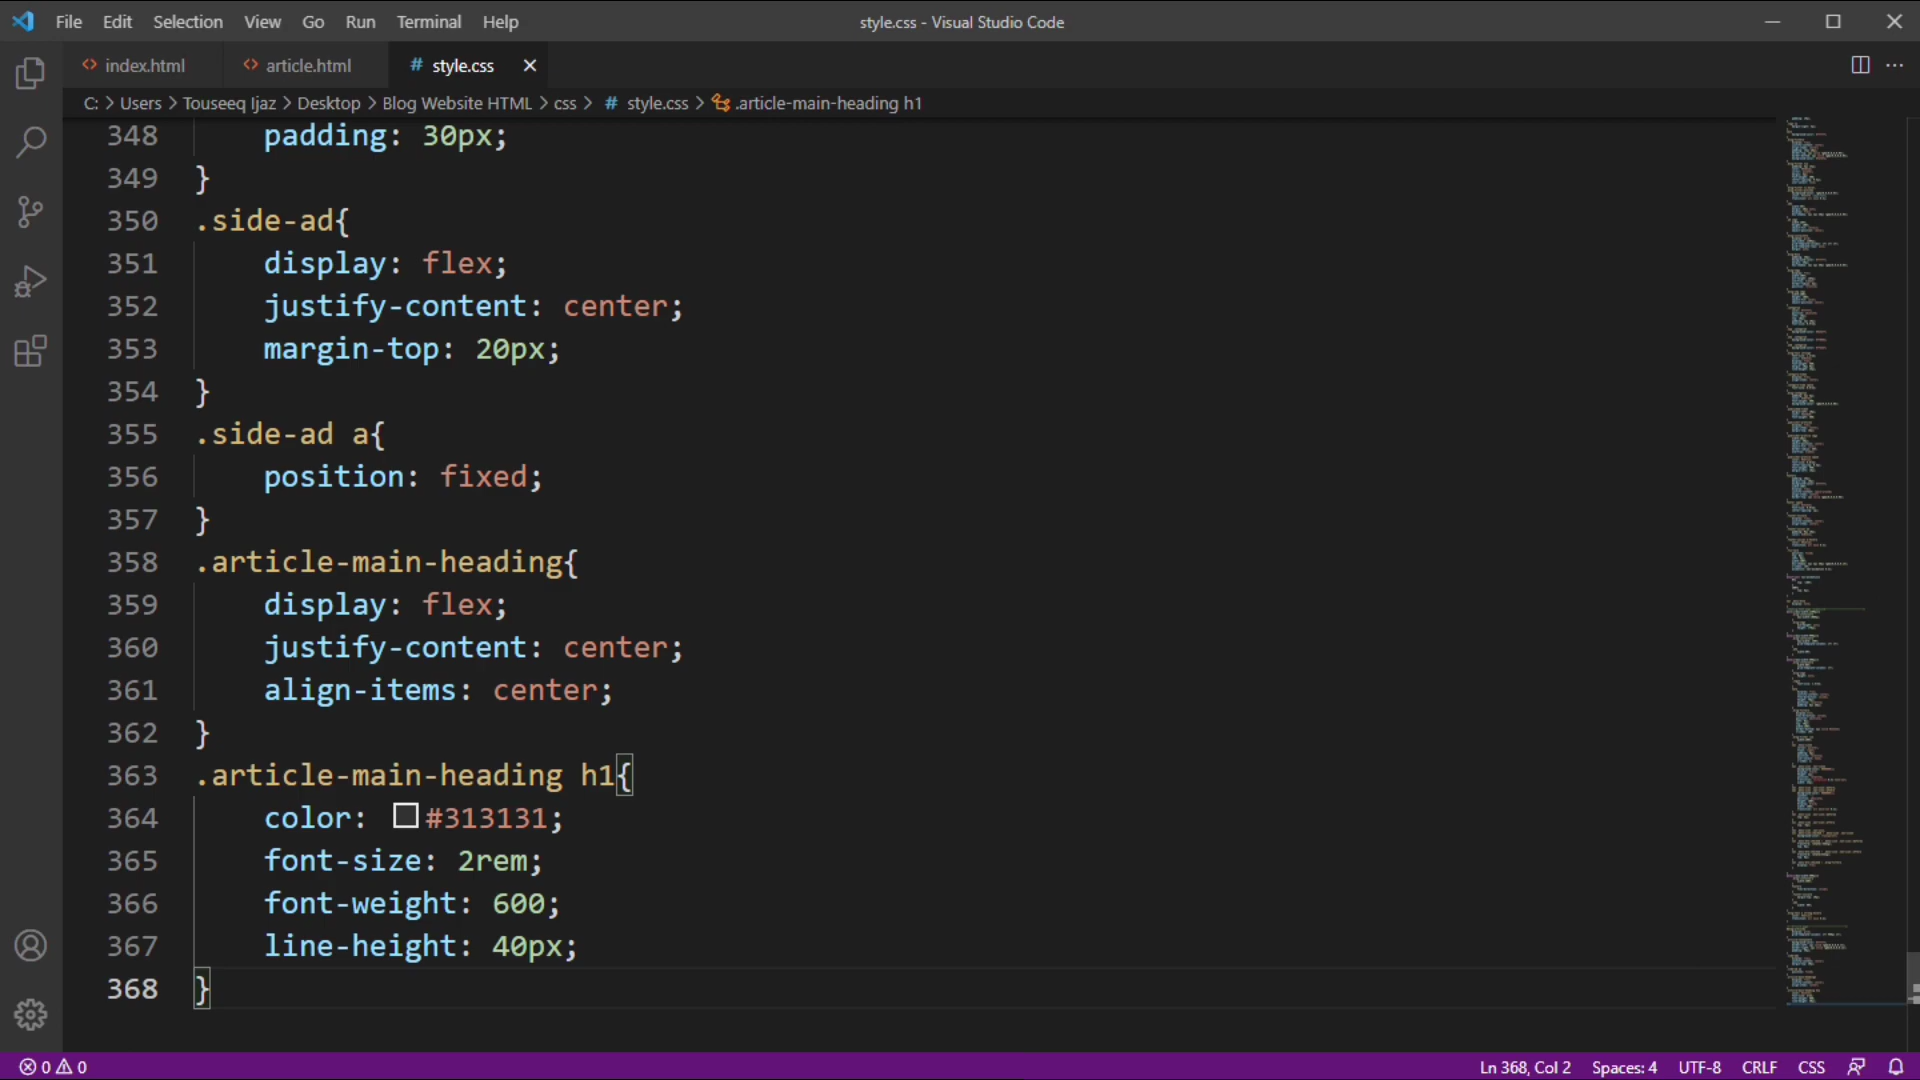 File Edit Selection View Go Run Terminal Help style.css - Visual Studio Code
index.html article.html # style.css
C: > Users > Touseeq Ijaz > Desktop > Blog Website HTML > css > # style.css > .article-main-heading h1
348 padding: 30px;
349 }
350 .side-ad{
351 display: flex;
352 justify-content: center;
353 margin-top: 20px;
354 }
355 .side-ad a{
356 position: fixed;
357 }
358 .article-main-heading{
359 display: flex;
360 justify-content: center;
361 align-items: center;
362 }
363 .article-main-heading h1{
364 color: #313131;
365 font-size: 2rem;
366 font-weight: 600;
367 line-height: 40px;
368 }
0 0 Ln 368, Col 2 Spaces: 4 UTF-8 CRLF CSS